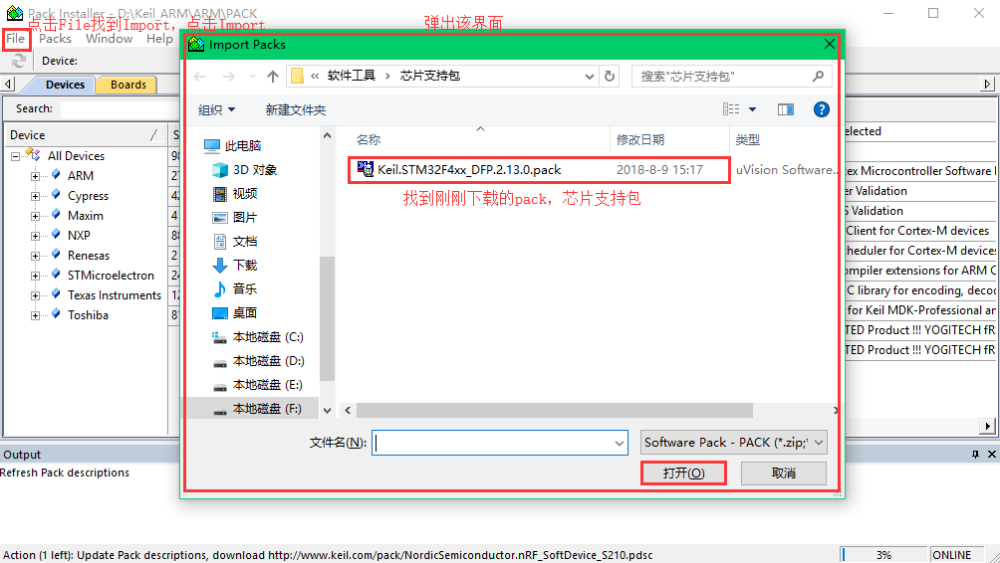 Pack Installer - D:\Keil_ARM\ARM\PACK
点击File找到Import，点击Import
弹出该界面
File Packs Window Help
Import Packs
Device:
« 软件工具 › 芯片支持包
搜索"芯片支持包"
Devices
Boards
组织
新建文件夹
Search:
Device
All Devices
ARM
Cypress
Maxim
NXP
Renesas
STMicroelectron
Texas Instruments
Toshiba
此电脑
3D 对象
视频
图片
文档
下载
音乐
桌面
本地磁盘 (C:)
本地磁盘 (D:)
本地磁盘 (E:)
本地磁盘 (F:)
名称 修改日期 类型
Keil.STM32F4xx_DFP.2.13.0.pack 2018-8-9 15:17 uVision Software...
找到刚刚下载的pack，芯片支持包
elected
ex Microcontroller Software
er Validation
S Validation
Client for Cortex-M devices
heduler for Cortex-M devices
ompiler extensions for ARM
C library for encoding, deco
for Keil MDK-Professional an
TED Product !!! YOGITECH fR
TED Product !!! YOGITECH fR
文件名(N):
Software Pack - PACK (*.zip;
打开(O)
取消
Output
Refresh Pack descriptions
Action (1 left): Update Pack descriptions, download http://www.keil.com/pack/NordicSemiconductor.nRF_SoftDevice_S210.pdsc
3%
ONLINE